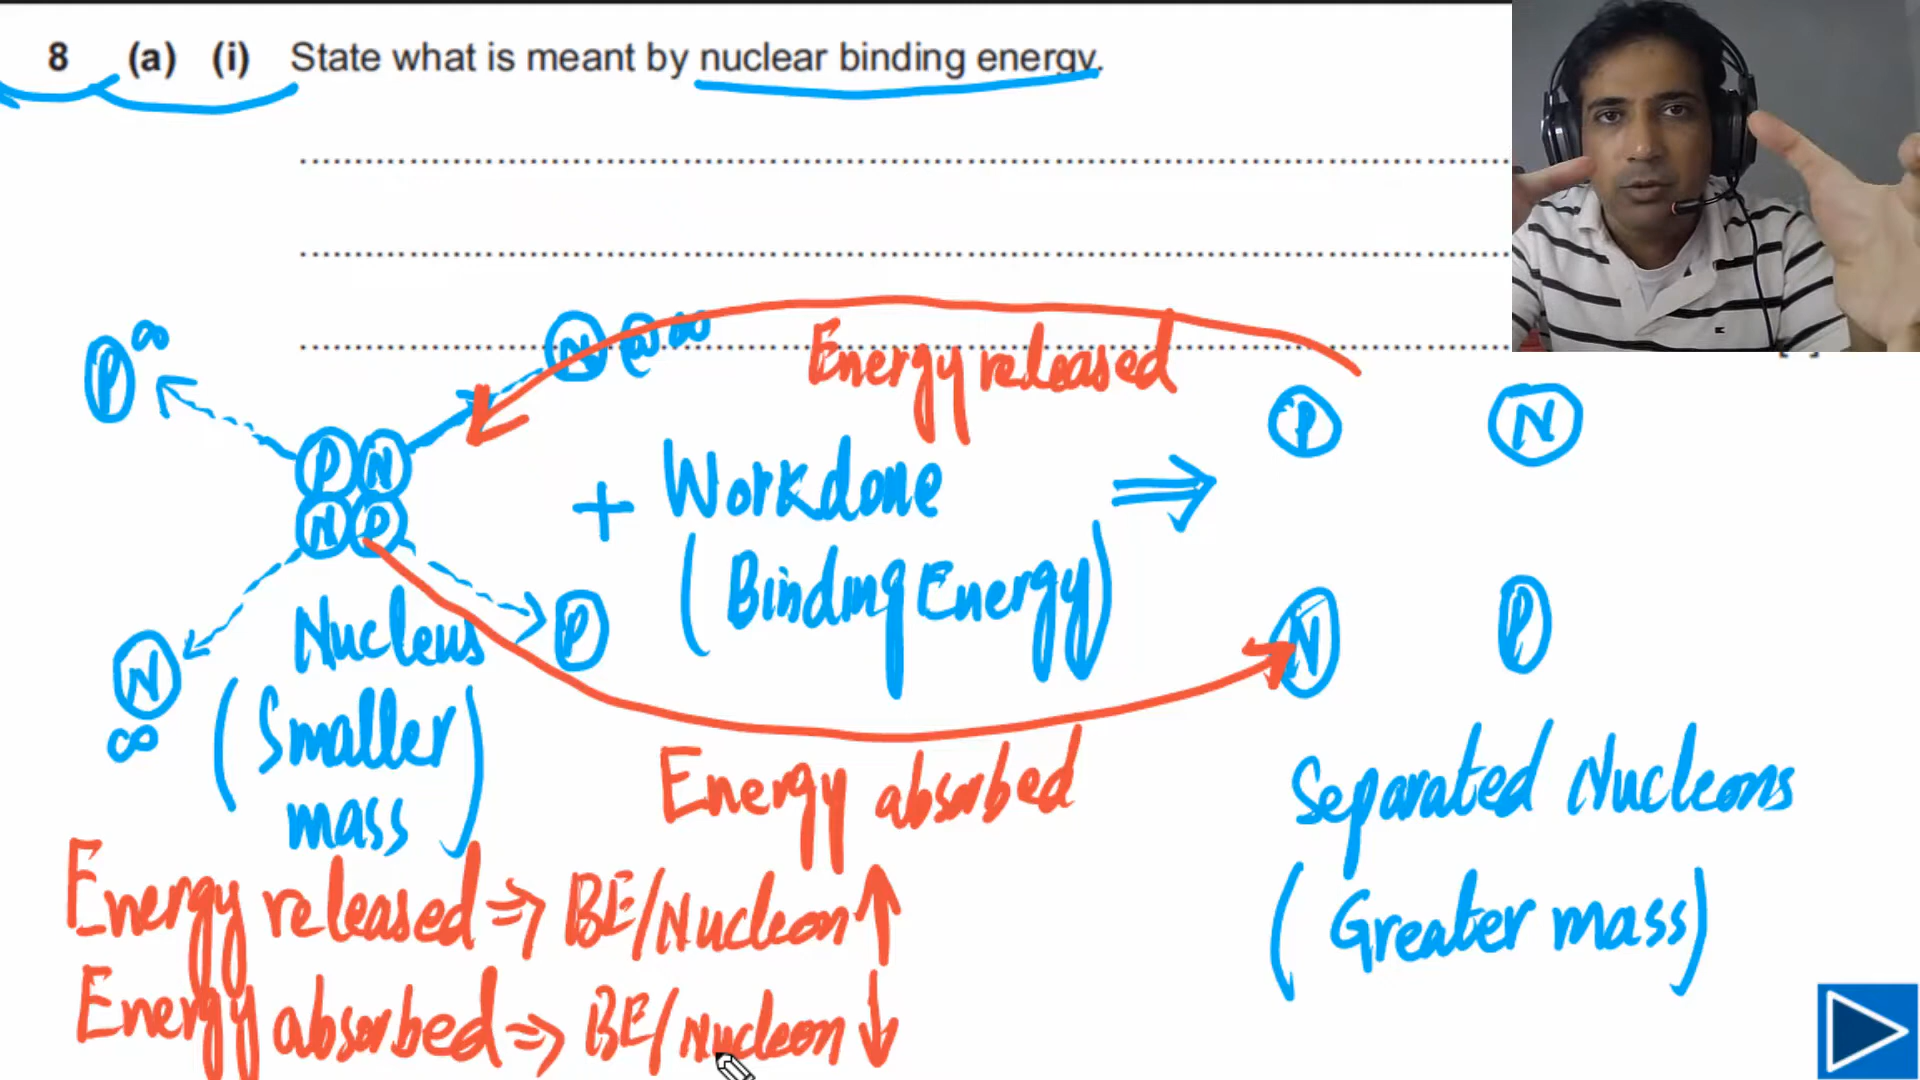 8 (a) (i) State what is meant by nuclear binding energy.
P ∞
N @ ∞
Energy released
P N
P N
N P
+ Workdone
(Binding Energy)
⇒
N ∞
P
N P
Nucleus
(Smaller
mass)
Energy absorbed
Separated Nucleons
(Greater mass)
Energy released ⇒ BE/Nucleon ↑
Energy absorbed ⇒ BE/Nucleon ↓